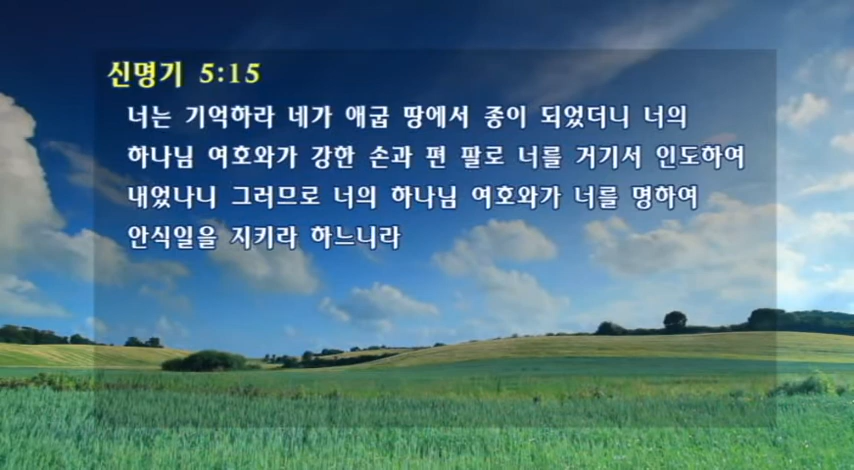 신명기 5:15
너는 기억하라 네가 애굽 땅에서 종이 되었더니 너의
하나님 여호와가 강한 손과 편 팔로 너를 거기서 인도하여
내었나니 그러므로 너의 하나님 여호와가 너를 명하여
안식일을 지키라 하느니라